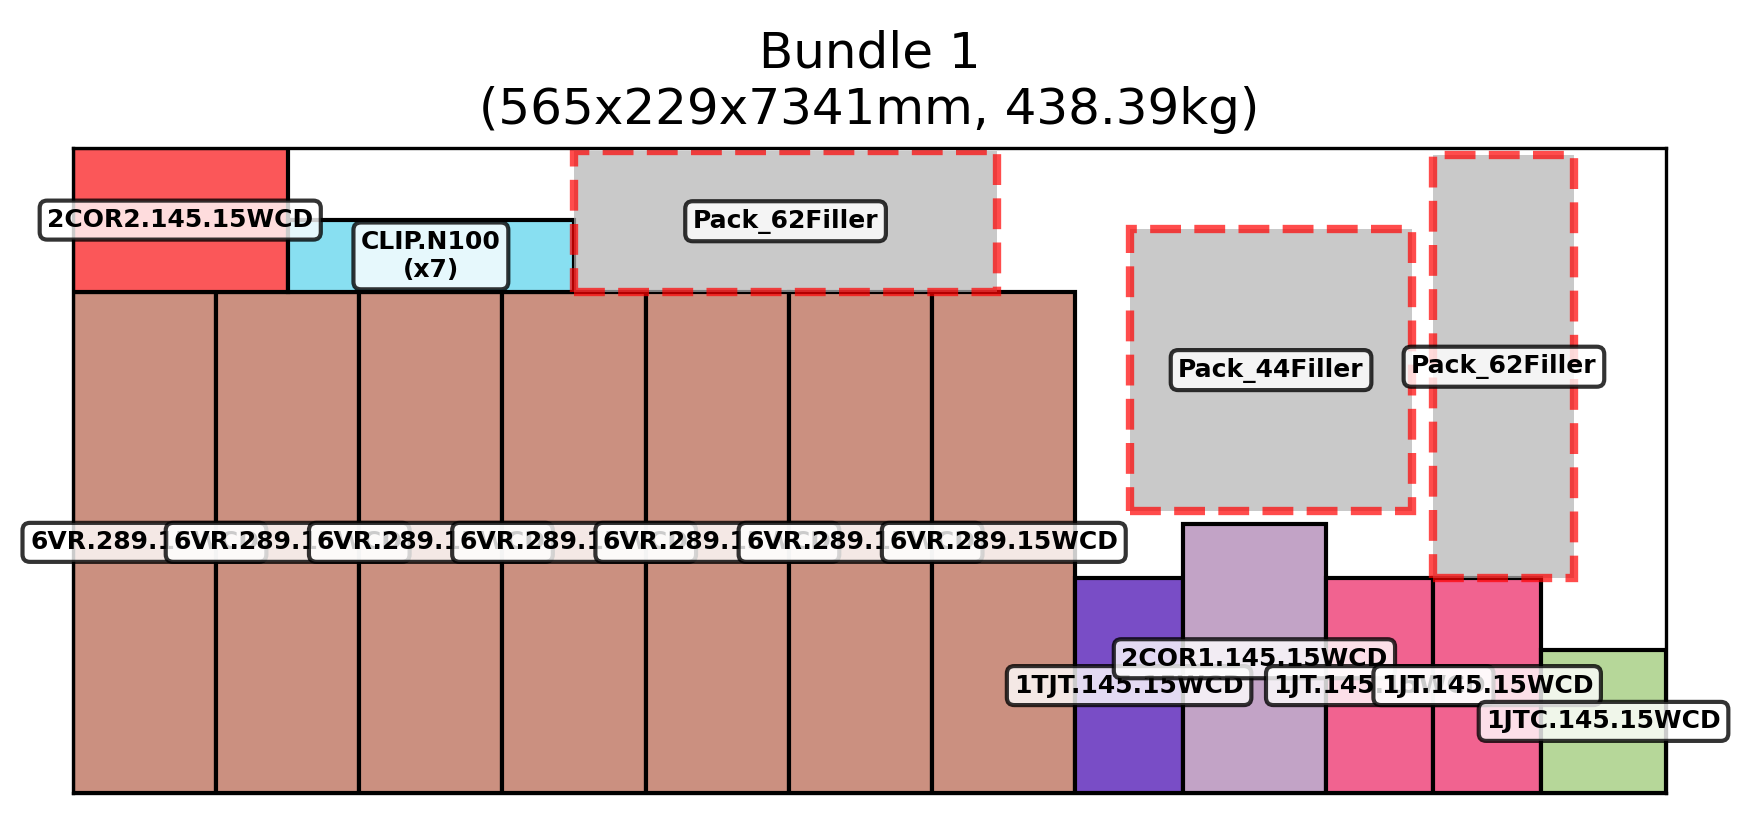 Bundle 1
(565x229x7341mm, 438.39kg)
2COR2.145.15WCD
CLIP.N100
(x7)
Pack_62Filler
Pack_44Filler
Pack_62Filler
6VR.289.1
6VR.289.1
6VR.289.1
6VR.289.1
6VR.289.1
6VR.289.1
6VR.289.15WCD
1TJT.145.15WCD
2COR1.145.15WCD
1JT.145.
1JT.145.15WCD
1JTC.145.15WCD